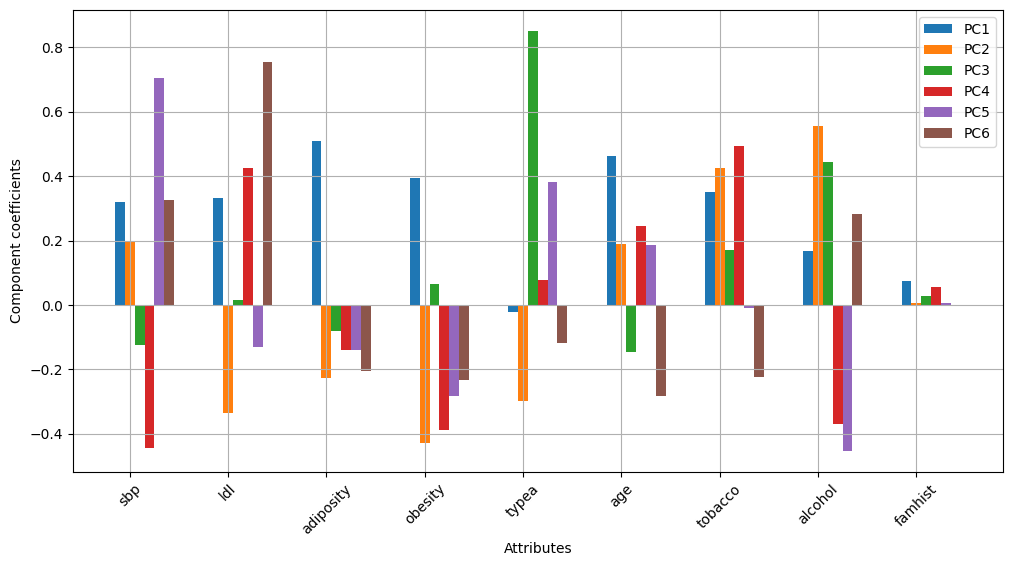 PC1
PC2
PC3
PC4
PC5
PC6
0.8
0.6
0.4
0.2
0.0
−0.2
−0.4
Component coefficients
sbp
ldl
adiposity
obesity
typea
age
tobacco
alcohol
famhist
Attributes